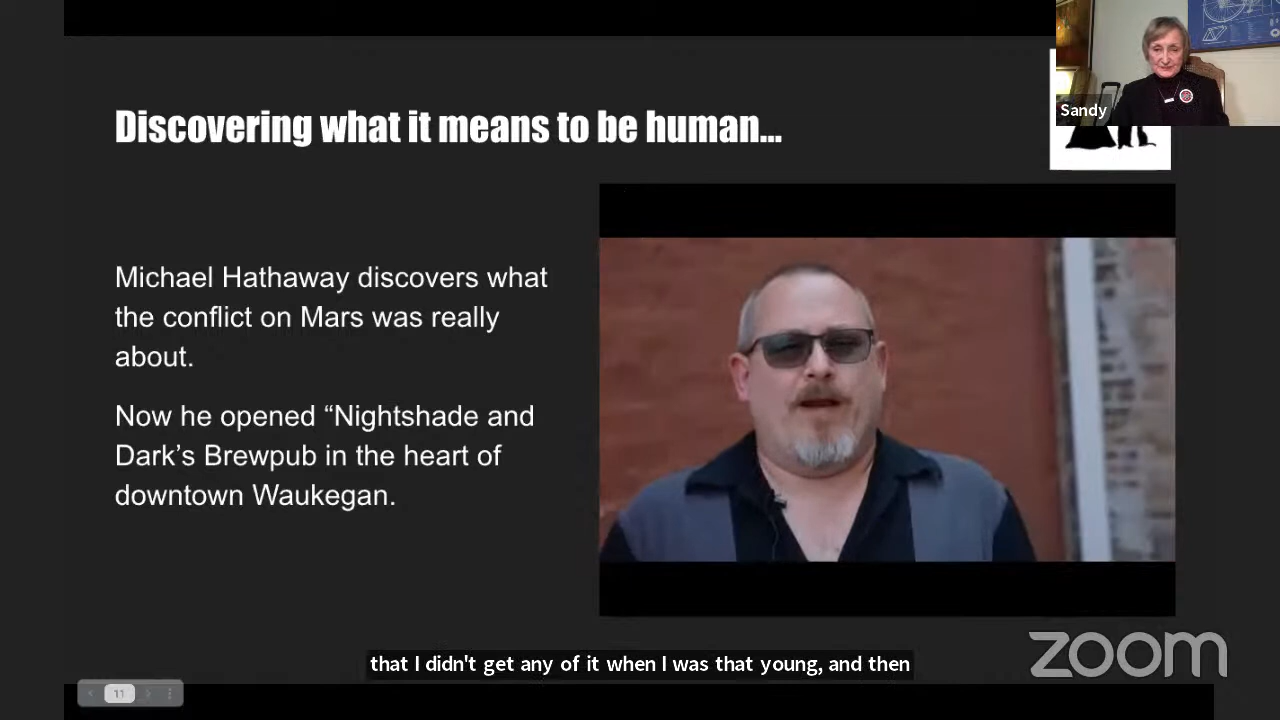 Sandy
Discovering what it means to be human...
Michael Hathaway discovers what
the conflict on Mars was really
about.
Now he opened “Nightshade and
Dark’s Brewpub in the heart of
downtown Waukegan.
that I didn't get any of it when I was that young, and then
zoom
11